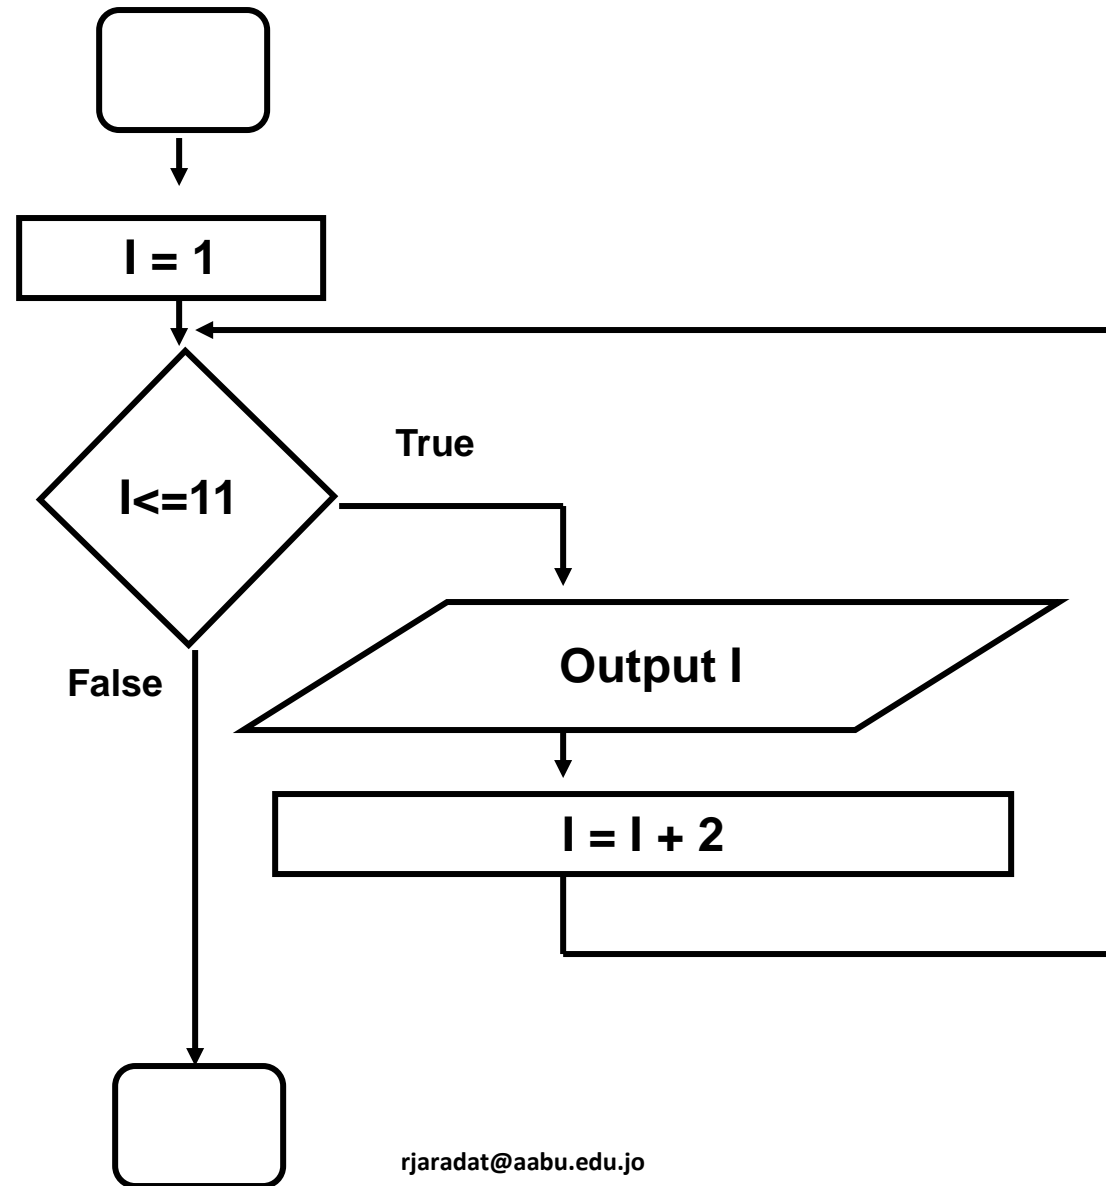 I = 1
True
I<=11
Output I
False
I = I + 2
rjaradat@aabu.edu.jo